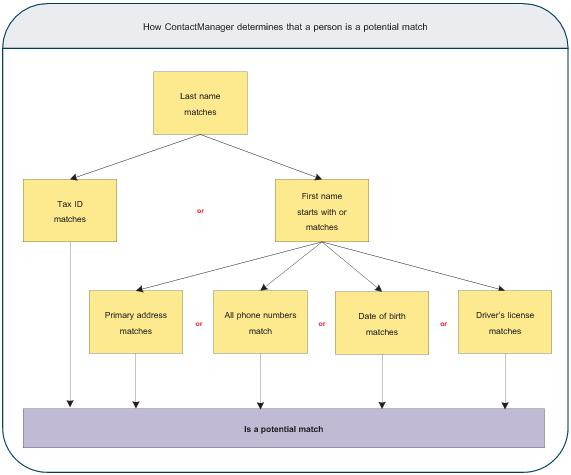 How ContactManager determines that a person is a potential match
Last name
matches
Tax ID
matches
or
First name
starts with or
matches
Primary address
matches
or
All phone numbers
match
or
Date of birth
matches
or
Driver's license
matches
Is a potential match